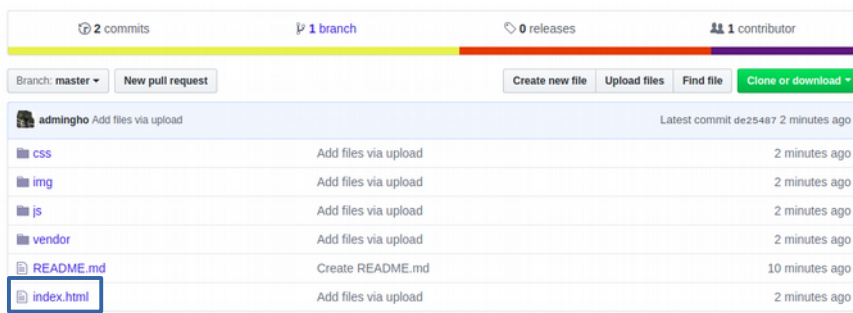 2 commits 1 branch 0 releases 1 contributor
Branch: master New pull request Create new file Upload files Find file Clone or download
admingho Add files via upload Latest commit de25487 2 minutes ago
css Add files via upload 2 minutes ago
img Add files via upload 2 minutes ago
js Add files via upload 2 minutes ago
vendor Add files via upload 2 minutes ago
README.md Create README.md 10 minutes ago
index.html Add files via upload 2 minutes ago